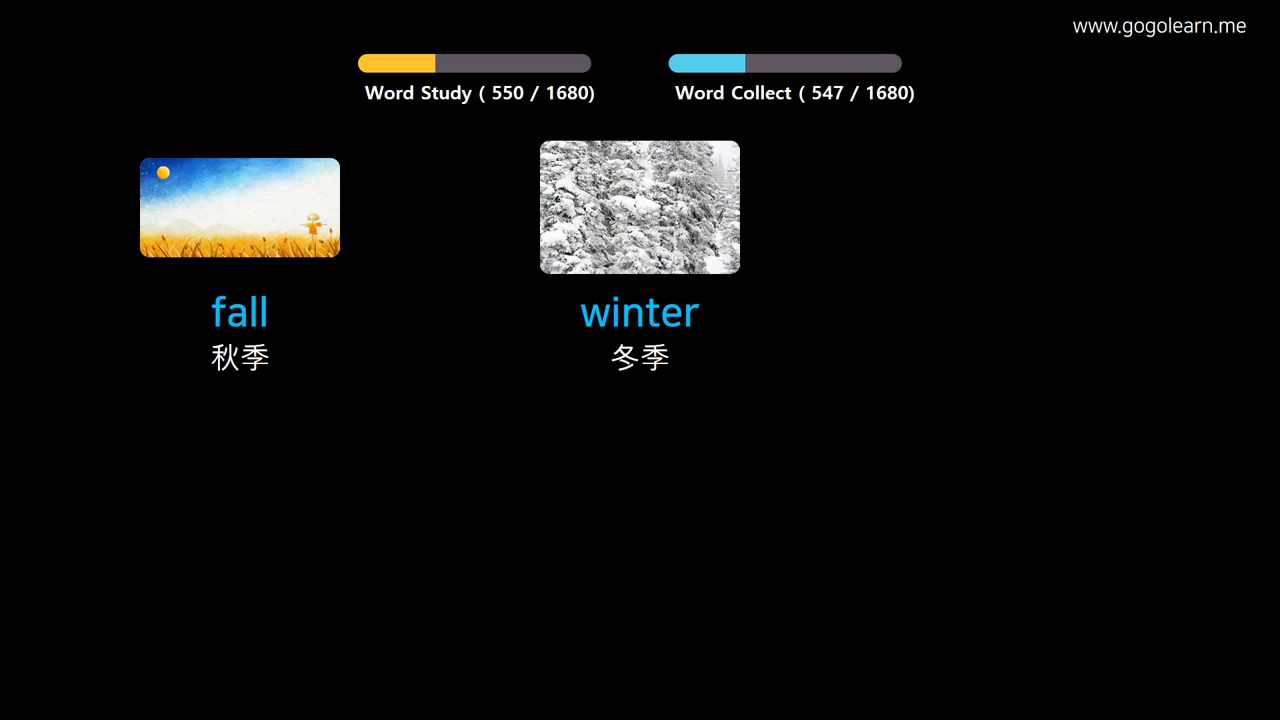 www.gogolearn.me
Word Study ( 550 / 1680)
Word Collect ( 547 / 1680)
fall
秋季
winter
冬季